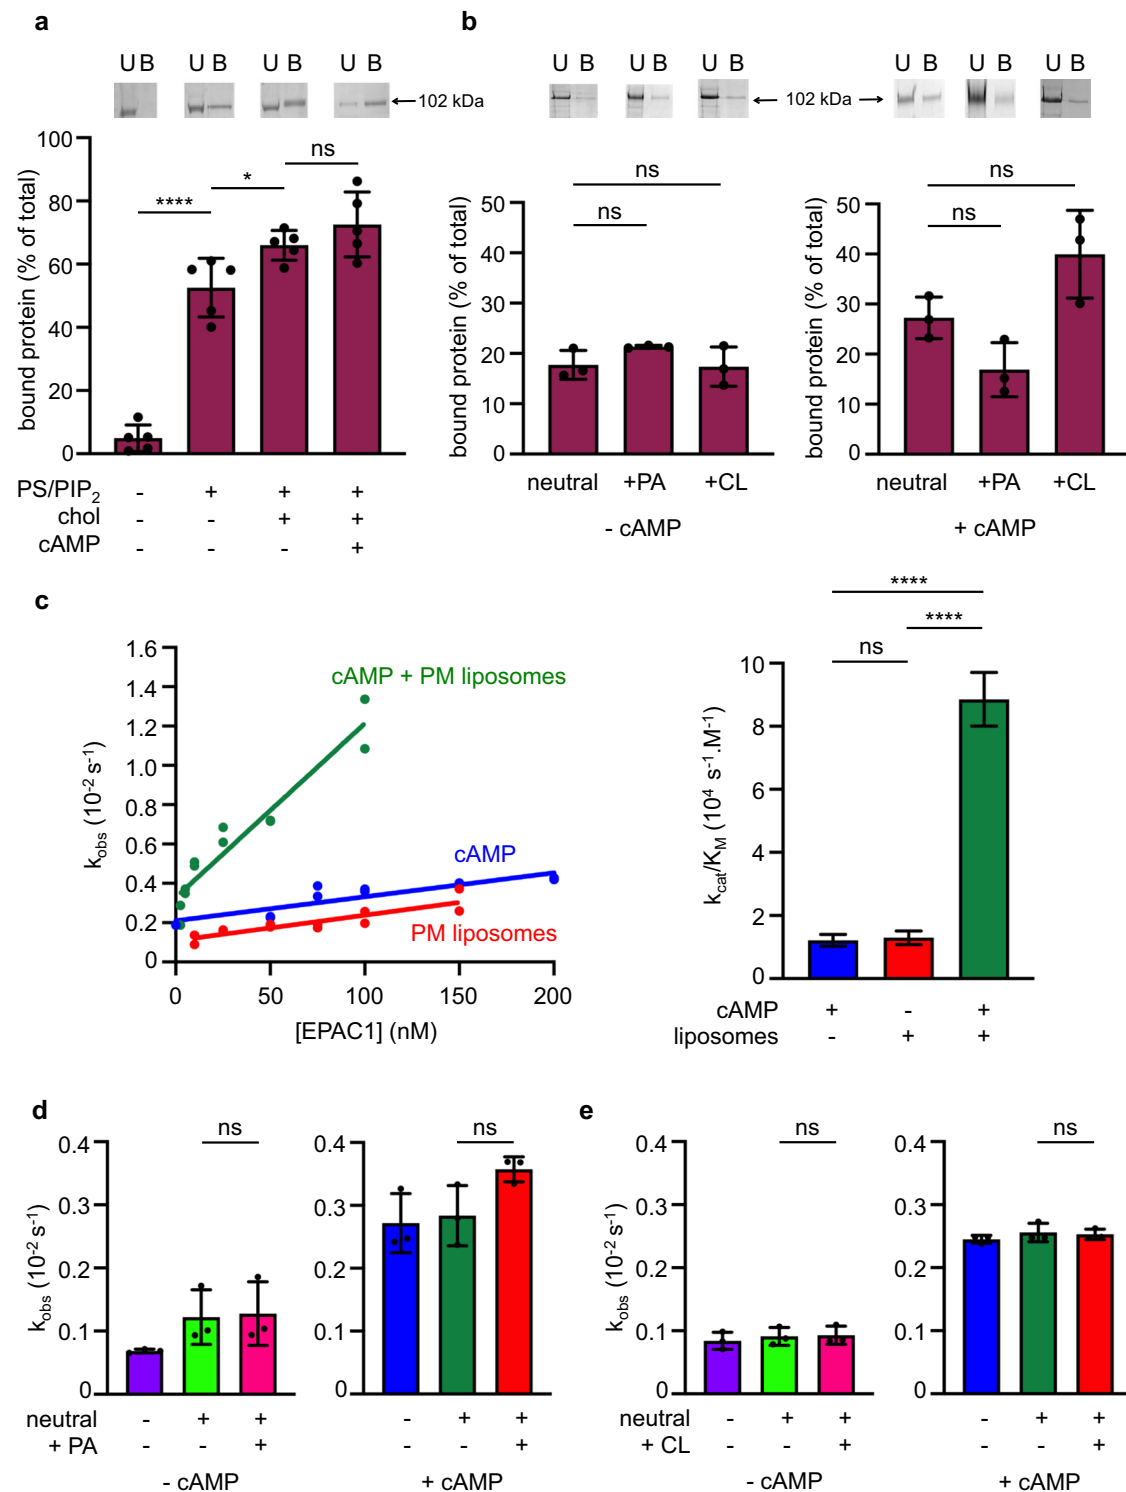 a
U B U B U B U B
102 kDa
100
80
60
40
20
0
bound protein (% of total)
****
*
ns
PS/PIP2 - + + +
chol - - + +
cAMP - - - +
b
U B U B U B
102 kDa
U B U B U B
50
40
30
20
10
0
bound protein (% of total)
ns
ns
neutral +PA +CL
- cAMP
50
40
30
20
10
0
bound protein (% of total)
ns
ns
neutral +PA +CL
+ cAMP
c
1.6
1.4
1.2
1.0
0.8
0.6
0.4
0.2
0
kobs (10-2 s-1)
cAMP + PM liposomes
cAMP
PM liposomes
0 50 100 150 200
[EPAC1] (nM)
****
****
ns
10
8
6
4
2
0
kcat/KM (104 s-1.M-1)
cAMP + - +
liposomes - + +
d
0.4
0.3
0.2
0.1
0
kobs (10-2 s-1)
ns
neutral - + +
+ PA - - +
- cAMP
0.4
0.3
0.2
0.1
0
ns
- + +
- - +
+ cAMP
e
0.4
0.3
0.2
0.1
0
kobs (10-2 s-1)
ns
neutral - + +
+ CL - - +
- cAMP
0.4
0.3
0.2
0.1
0
ns
- + +
- - +
+ cAMP